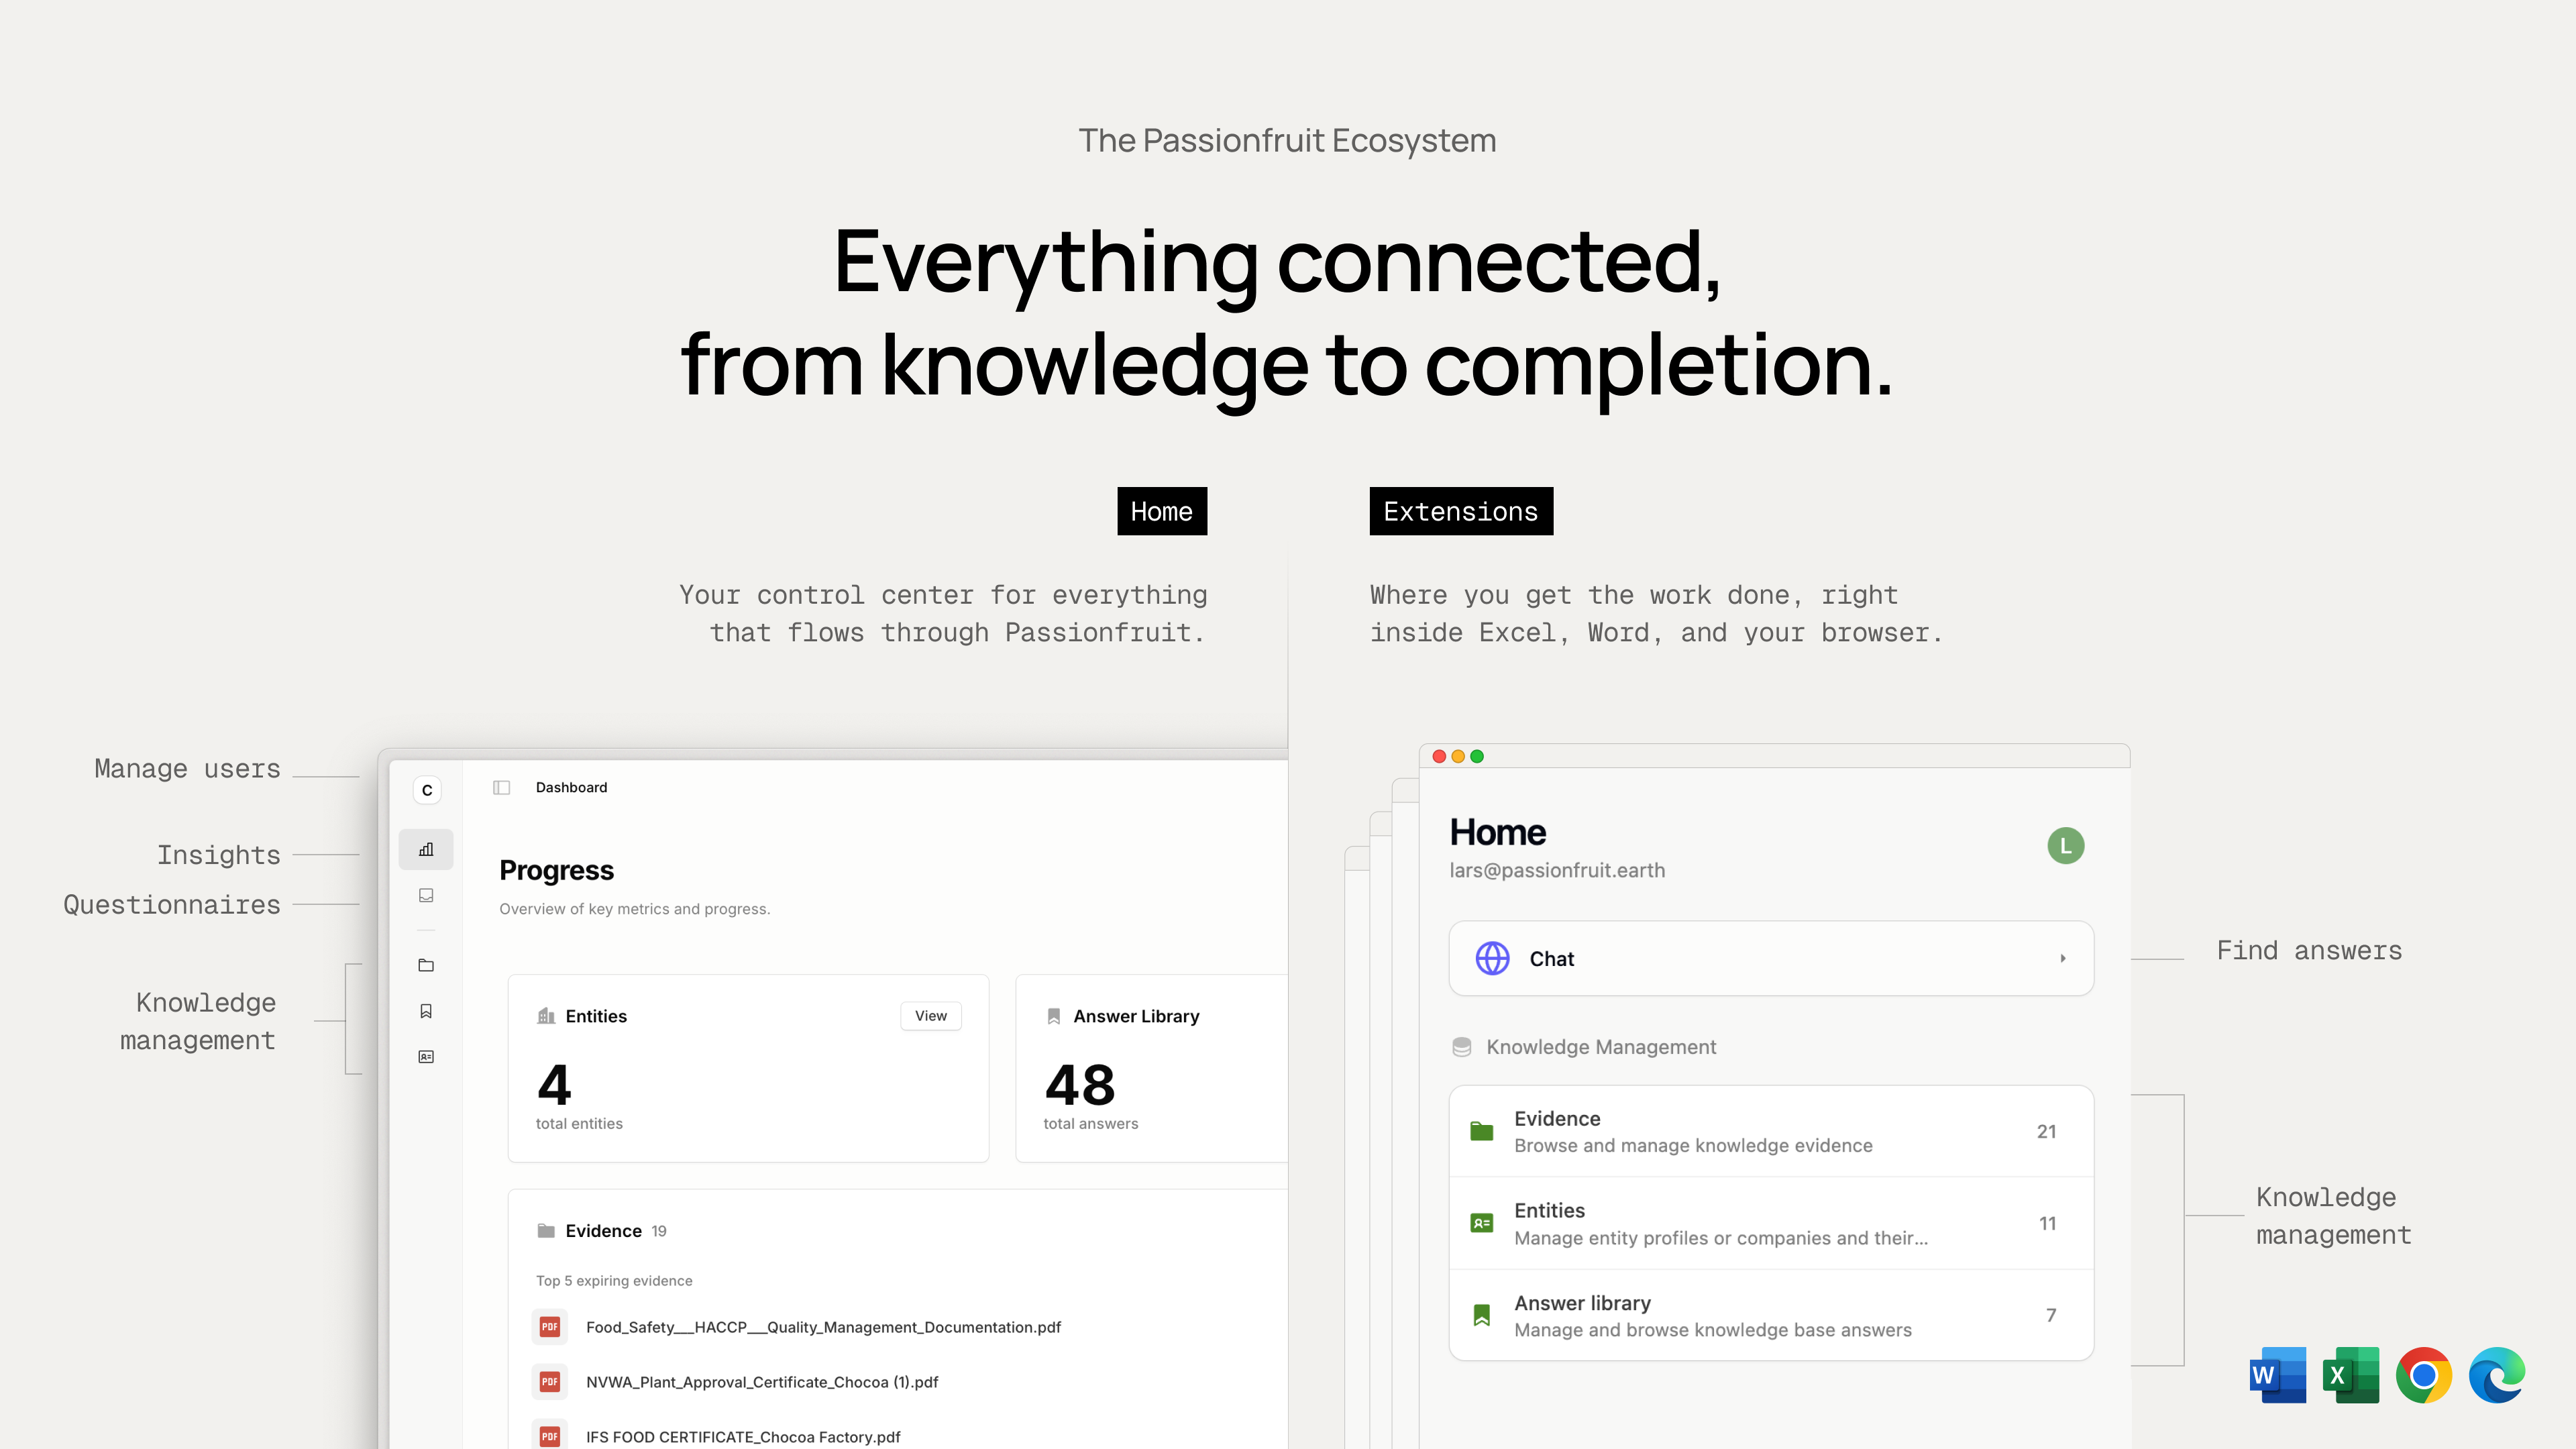 The Passionfruit Ecosystem
Everything connected,
from knowledge to completion.
Home
Your control center for everything
that flows through Passionfruit.
Extensions
Where you get the work done, right
inside Excel, Word, and your browser.
Manage users
Insights
Questionnaires
Knowledge
management
C
Dashboard
Progress
Overview of key metrics and progress.
Entities
View
4
total entities
Answer Library
48
total answers
Evidence 19
Top 5 expiring evidence
PDF Food_Safety___HACCP___Quality_Management_Documentation.pdf
PDF NVWA_Plant_Approval_Certificate_Chocoa (1).pdf
PDF IFS FOOD CERTIFICATE_Chocoa Factory.pdf
Home
lars@passionfruit.earth
L
Chat
Knowledge Management
Evidence
Browse and manage knowledge evidence
21
Entities
Manage entity profiles or companies and their...
11
Answer library
Manage and browse knowledge base answers
7
Find answers
Knowledge
management
W
X